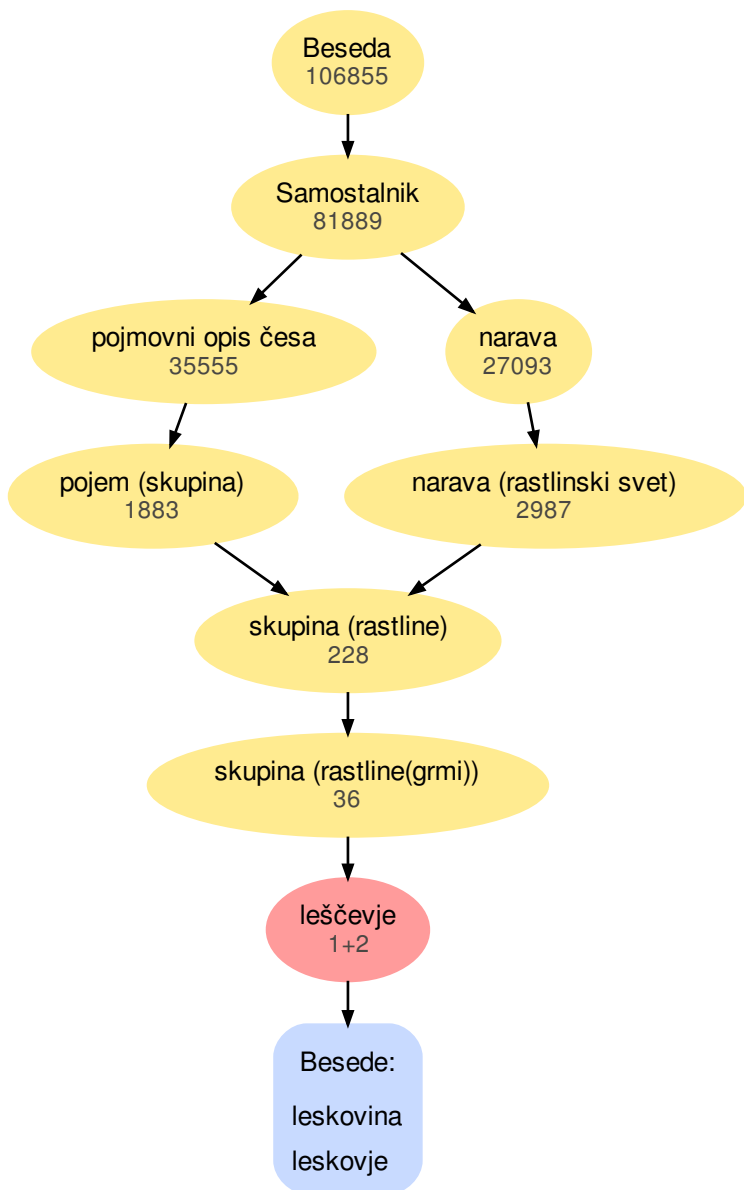 Beseda
106855
Samostalnik
81889
pojmovni opis česa
35555
narava
27093
pojem (skupina)
1883
narava (rastlinski svet)
2987
skupina (rastline)
228
skupina (rastline(grmi))
36
leščevje
1+2
Besede:
leskovina
leskovje